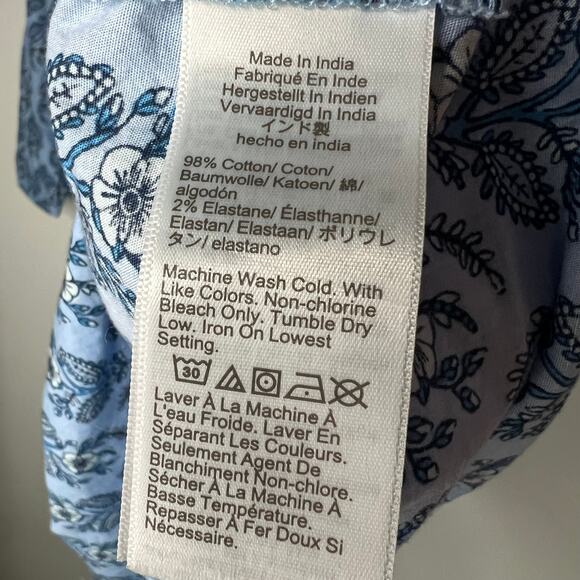 Made In India
Fabriqué En Inde
Hergestellt In Indien
Vervaardigd In India
インド製
hecho en india
98% Cotton/ Coton/
Baumwolle/ Katoen/ 綿/
algodón
2% Elastane/ Élasthanne/
Elastan/ Elastaan/ ポリウレ
タン/ elastano
Machine Wash Cold. With
Like Colors. Non-chlorine
Bleach Only. Tumble Dry
Low. Iron On Lowest
Setting.
30
Laver À La Machine À
L'eau Froide. Laver En
Séparant Les Couleurs.
Seulement Agent De
Blanchiment Non-chlore.
Sécher À La Machine À
Basse Température.
Repasser À Fer Doux Si
Nécessaire.